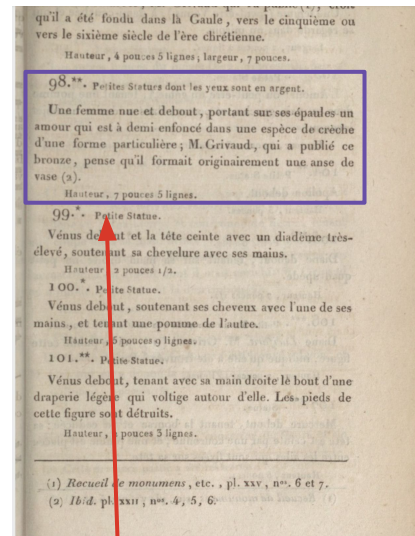 qu'il a été fondu dans la Gaule, vers le cinquième ou
vers le sixième siècle de l'ère chrétienne.
Hauteur, 4 pouces 5 lignes; largeur, 7 pouces.
98.**. Petites Statues dont les yeux sont en argent.
Une femme nue et debout, portant sur ses épaules un
amour qui est à demi enfoncé dans une espèce de crèche
d'une forme particulière; M. Grivaud, qui a publié ce
bronze, pense qu'il formait originairement une anse de
vase (2).
Hauteur, 7 pouces 5 lignes.
99.*. Petite Statue.
Vénus debout et la tête ceinte avec un diadème très-
élevé, soutenant sa chevelure avec ses mains.
Hauteur, 2 pouces 1/2.
100.*. Petite Statue.
Vénus debout, soutenant ses cheveux avec l'une de ses
mains, et tenant une pomme de l'autre.
Hauteur, 5 pouces 9 lignes.
101.**. Petite Statue.
Vénus debout, tenant avec sa main droite le bout d'une
draperie légère qui voltige autour d'elle. Les pieds de
cette figure sont détruits.
Hauteur, pouces 3 lignes.
(1) Recueil de monumens, etc., pl. xxv, nos. 6 et 7.
(2) Ibid. pl. xxii, nos. 4, 5, 6.